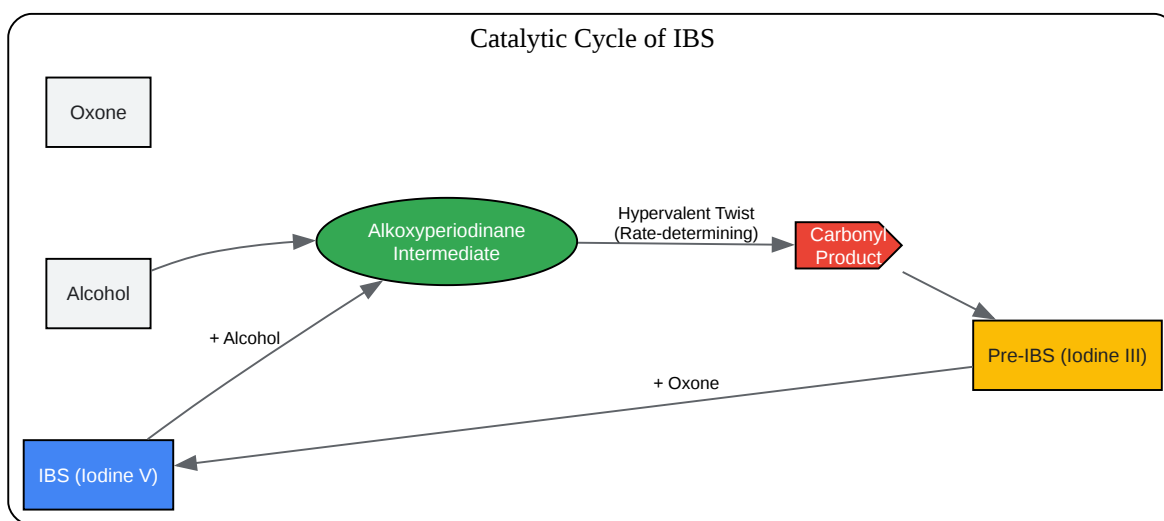 Catalytic Cycle of IBS
Oxone
Alcohol
Alkoxyperiodinane
Intermediate
Hypervalent Twist
(Rate-determining)
Carbonyl
Product
+ Alcohol
Pre-IBS (Iodine III)
+ Oxone
IBS (Iodine V)